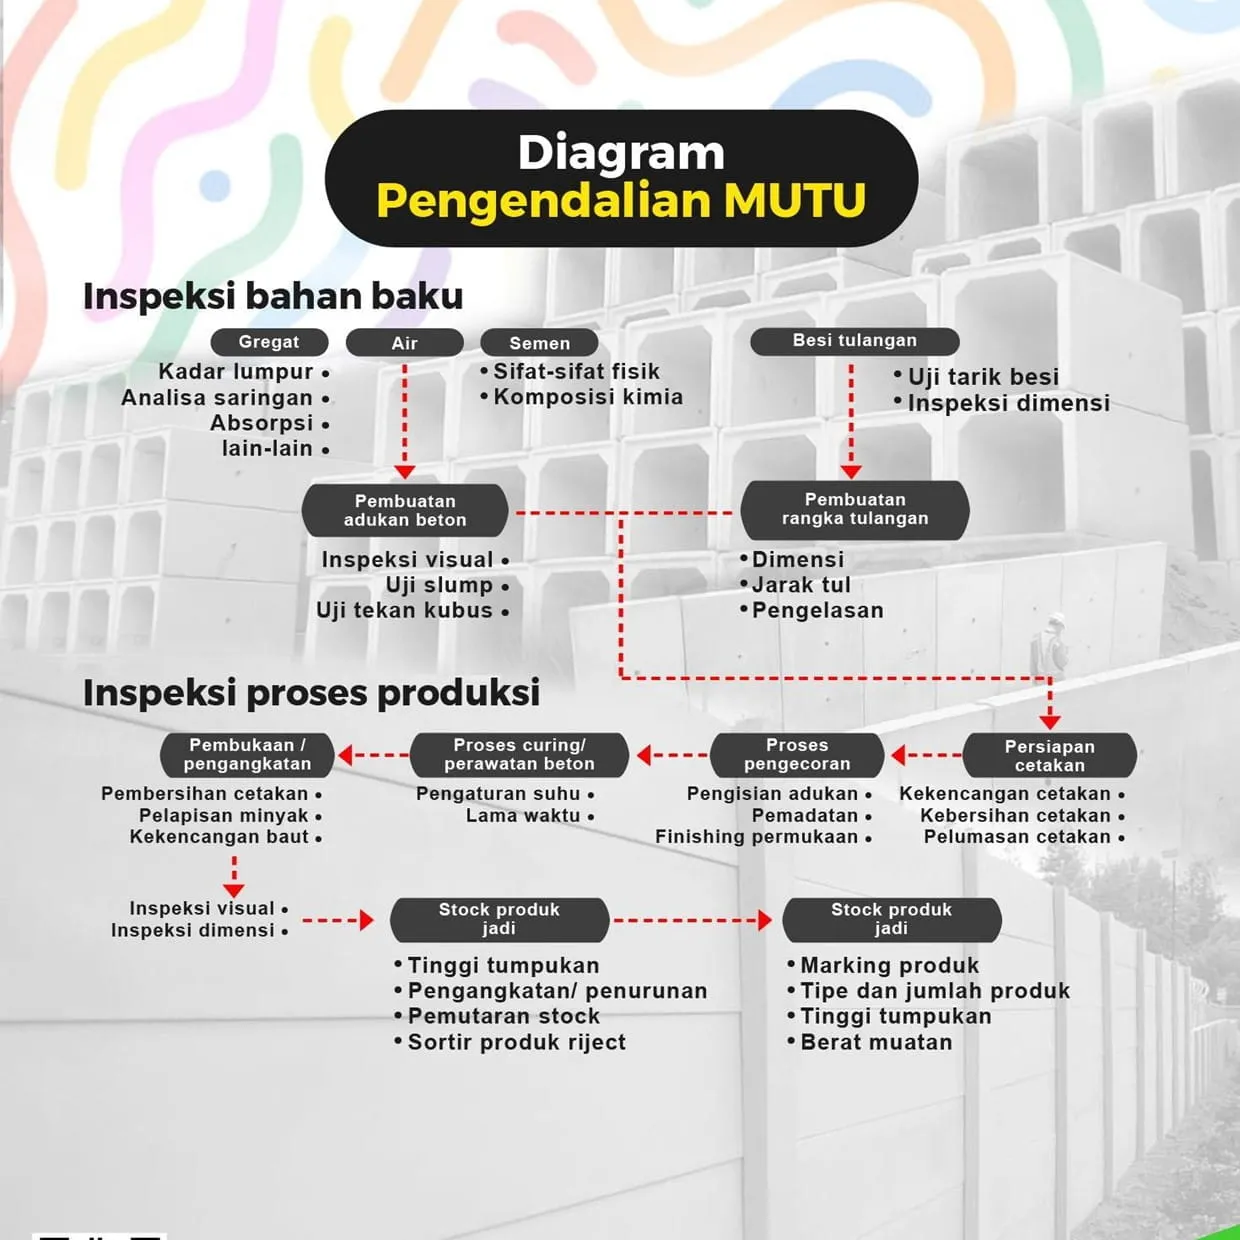 Diagram
Pengendalian MUTU
Inspeksi bahan baku
Gregat
Kadar lumpur
Analisa saringan
Absorpsi
lain-lain
Air
Semen
Sifat-sifat fisik
Komposisi kimia
Besi tulangan
Uji tarik besi
Inspeksi dimensi
Pembuatan
adukan beton
Inspeksi visual
Uji slump
Uji tekan kubus
Pembuatan
rangka tulangan
Dimensi
Jarak tul
Pengelasan
Inspeksi proses produksi
Pembukaan /
pengangkatan
Pembersihan cetakan
Pelapisan minyak
Kekencangan baut
Proses curing/
perawatan beton
Pengaturan suhu
Lama waktu
Proses
pengecoran
Pengisian adukan
Pemadatan
Finishing permukaan
Persiapan
cetakan
Kekencangan cetakan
Kebersihan cetakan
Pelumasan cetakan
Inspeksi visual
Inspeksi dimensi
Stock produk
jadi
Tinggi tumpukan
Pengangkatan/ penurunan
Pemutaran stock
Sortir produk riject
Stock produk
jadi
Marking produk
Tipe dan jumlah produk
Tinggi tumpukan
Berat muatan